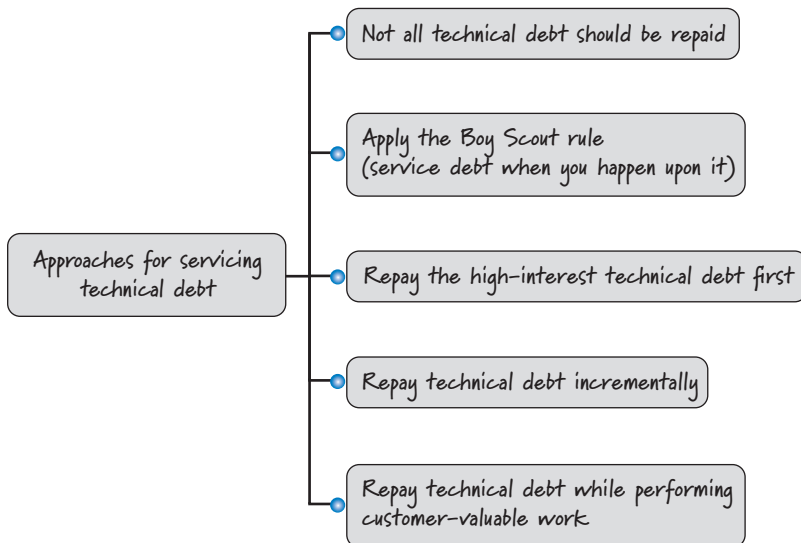 Not all technical debt should be repaid
Apply the Boy Scout rule
(service debt when you happen upon it)
Approaches for servicing
technical debt
Repay the high-interest technical debt first
Repay technical debt incrementally
Repay technical debt while performing
customer-valuable work